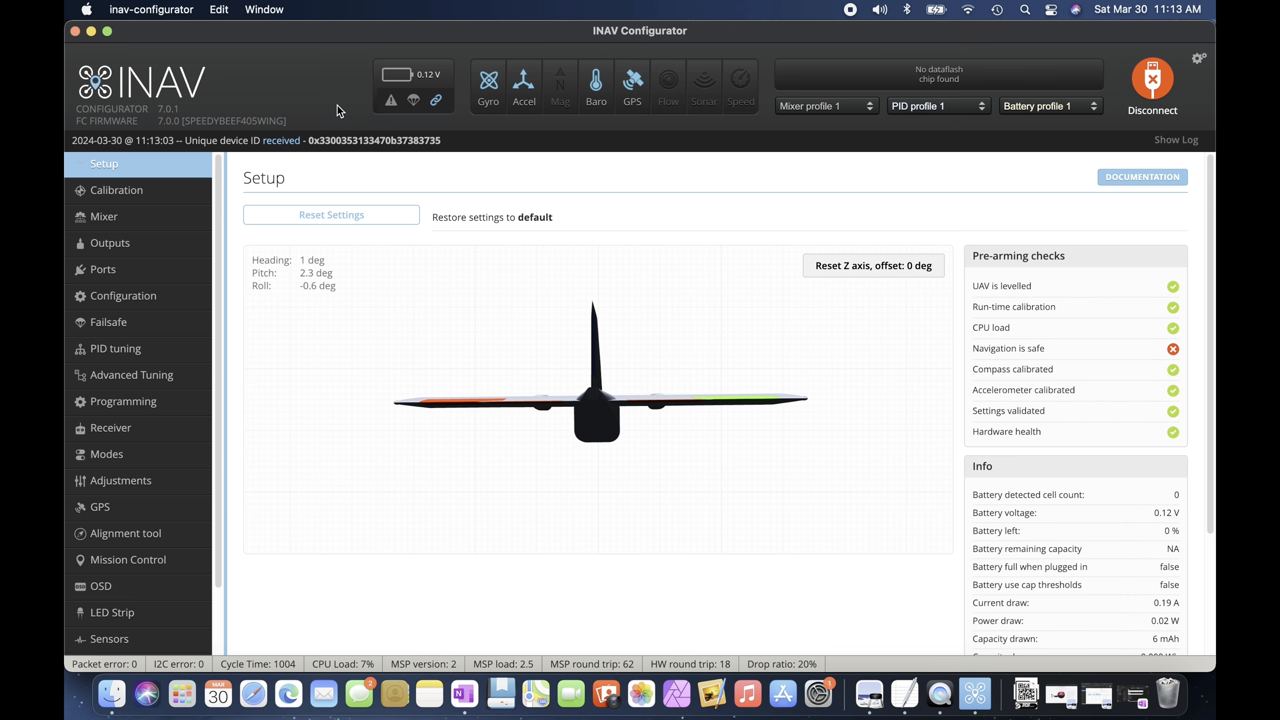 inav-configurator Edit Window
Sat Mar 30 11:13 AM
INAV Configurator
INAV
CONFIGURATOR 7.0.1
FC FIRMWARE 7.0.0 [SPEEDYBEEF405WING]
0.12 V
Gyro Accel Mag Baro GPS Flow Sonar Speed
No dataflash
chip found
Mixer profile 1 PID profile 1 Battery profile 1
Disconnect
2024-03-30 @ 11:13:03 -- Unique device ID received - 0x3300353133470b37383735
Show Log
Setup
Calibration
Mixer
Outputs
Ports
Configuration
Failsafe
PID tuning
Advanced Tuning
Programming
Receiver
Modes
Adjustments
GPS
Alignment tool
Mission Control
OSD
LED Strip
Sensors
Setup
DOCUMENTATION
Reset Settings
Restore settings to default
Heading: 1 deg
Pitch: 2.3 deg
Roll: -0.6 deg
Reset Z axis, offset: 0 deg
Pre-arming checks
UAV is levelled
Run-time calibration
CPU load
Navigation is safe
Compass calibrated
Accelerometer calibrated
Settings validated
Hardware health
Info
Battery detected cell count: 0
Battery voltage: 0.12 V
Battery left: 0 %
Battery remaining capacity NA
Battery full when plugged in false
Battery use cap thresholds false
Current draw: 0.19 A
Power draw: 0.02 W
Capacity drawn: 6 mAh
Packet error: 0 I2C error: 0 Cycle Time: 1004 CPU Load: 7% MSP version: 2 MSP load: 2.5 MSP round trip: 62 HW round trip: 18 Drop ratio: 20%
MAR
30
2
1